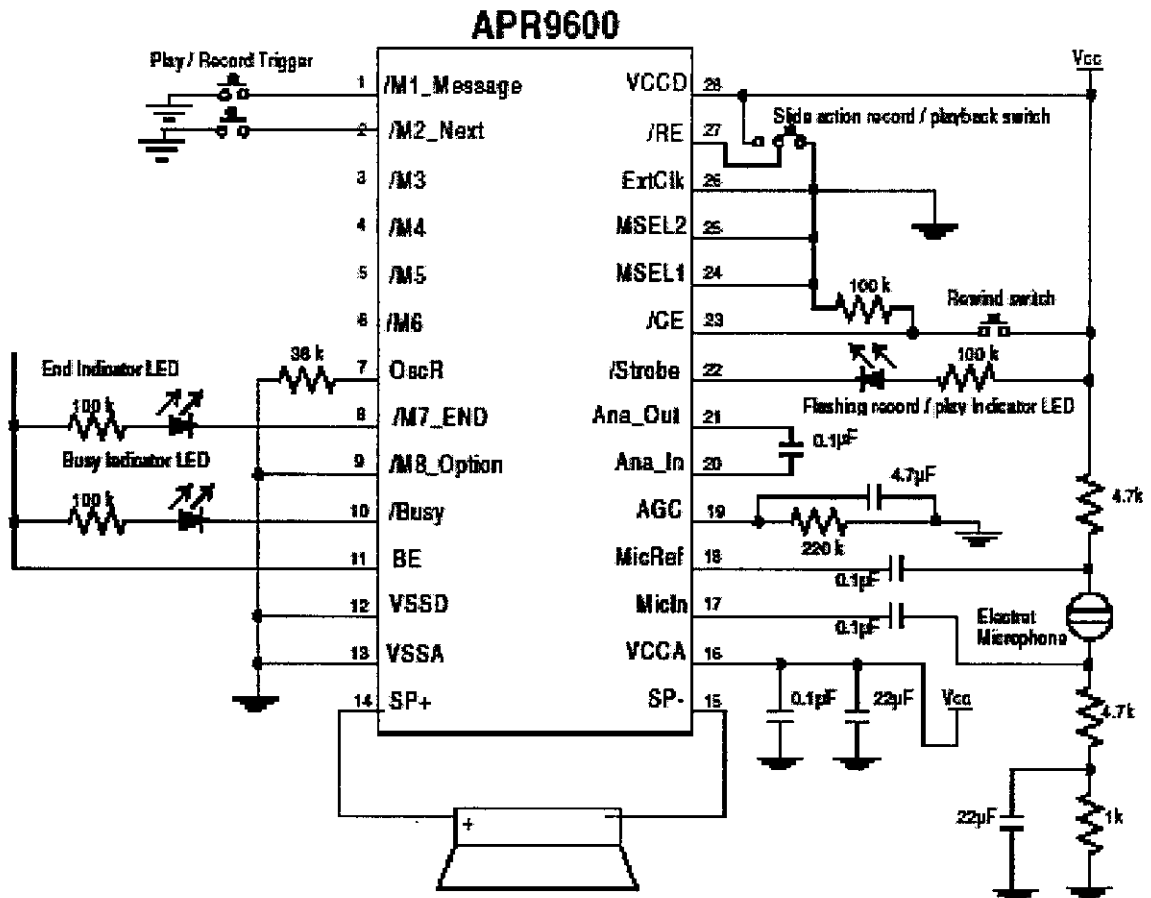 APR9600
Play / Record Trigger
1 /M1_Message
2 /M2_Next
3 /M3
4 /M4
5 /M5
6 /M6
36 k
7 OscR
End Indicator LED
100 k
8 /M7_END
9 /M8_Option
Busy Indicator LED
100 k
10 /Busy
11 BE
12 VSSD
13 VSSA
14 SP+
VCCD 28
Vcc
Slide action record / playback switch
/RE 27
ExtClk 26
MSEL2 25
MSEL1 24
100 k
Rewind switch
/CE 23
100 k
/Strobe 22
Flashing record / play indicator LED
Ana_Out 21
0.1µF
Ana_In 20
4.7µF
4.7k
AGC 19
220 k
MicRef 18
0.1µF
MicIn 17
0.1µF
Electret
Microphone
VCCA 16
0.1µF
22µF
Vcc
4.7k
SP- 15
22µF
1k
+
−